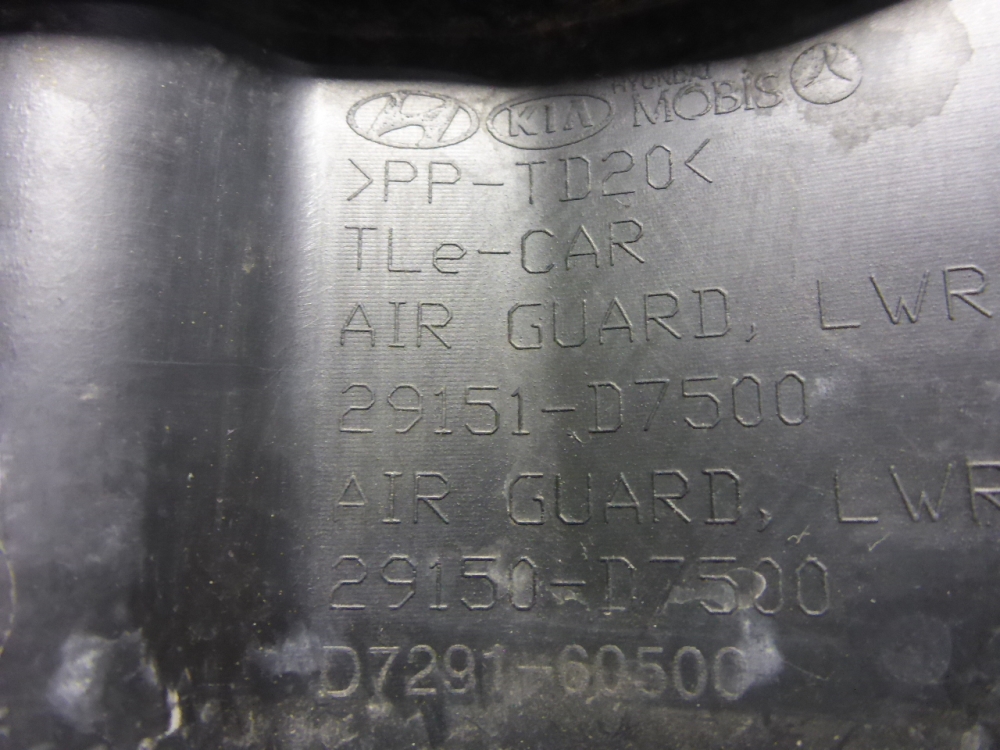 KIA HYUNDAI MOBIS
>PP-TD20<
TLe-CAR
AIR GUARD, LWR
29151-D7500
AIR GUARD, LWR
29150-D7500
D7291-60500